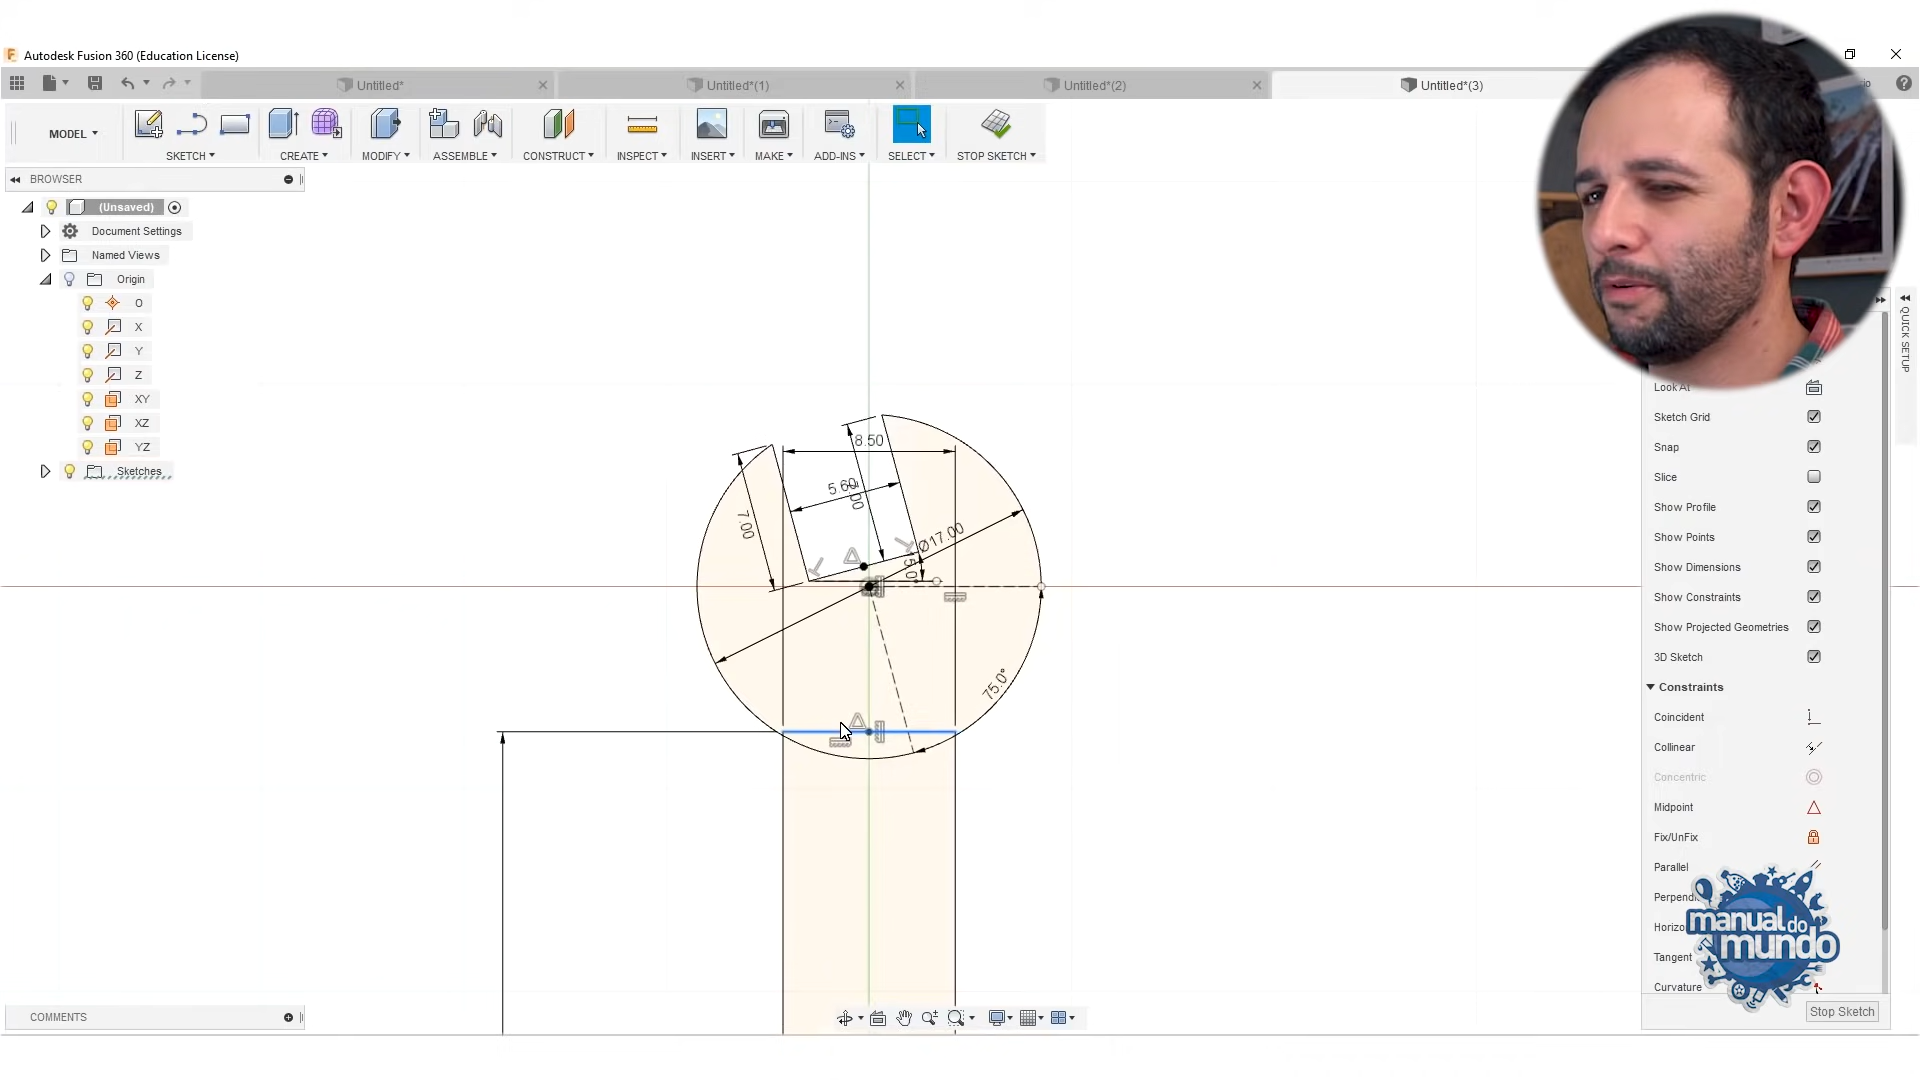 Autodesk Fusion 360 (Education License)
Untitled*
Untitled*(1)
Untitled*(2)
Untitled*(3)
MODEL
SKETCH
CREATE
MODIFY
ASSEMBLE
CONSTRUCT
INSPECT
INSERT
MAKE
ADD-INS
SELECT
STOP SKETCH
BROWSER
(Unsaved)
Document Settings
Named Views
Origin
O
X
Y
Z
XY
XZ
YZ
Sketches
8.50
5.60
7.00
Ø17.00
75.0°
QUICK SETUP
Look At
Sketch Grid
Snap
Slice
Show Profile
Show Points
Show Dimensions
Show Constraints
Show Projected Geometries
3D Sketch
Constraints
Coincident
Collinear
Concentric
Midpoint
Fix/UnFix
Parallel
Perpend
Horizo
Tangent
Curvature
manual do
mundo
Stop Sketch
COMMENTS